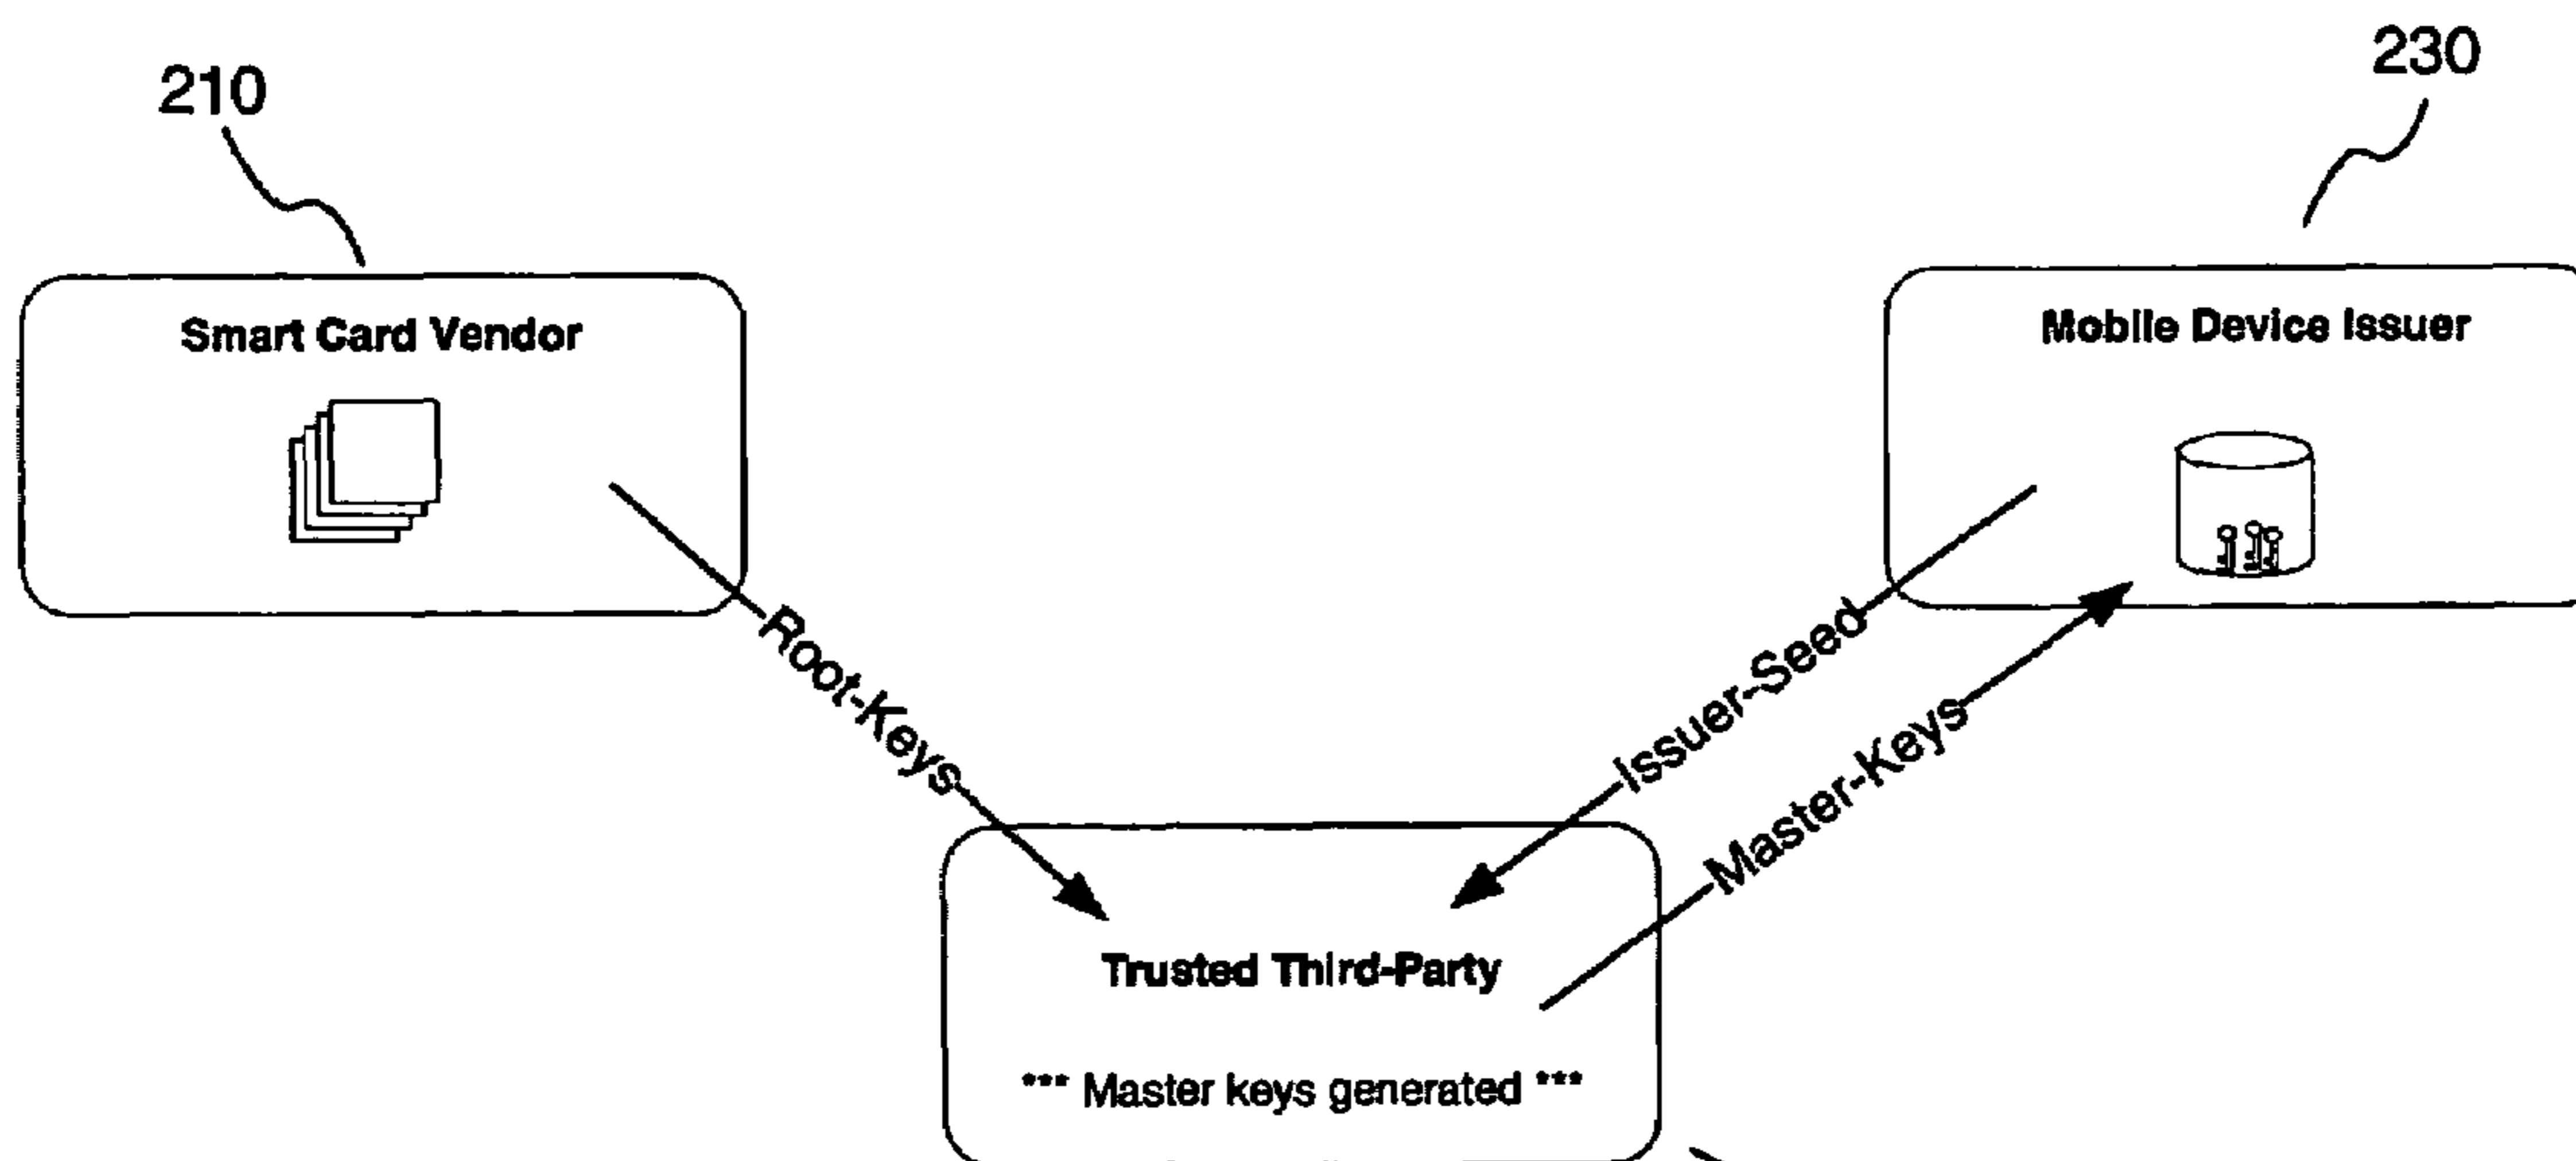 210
230
Smart Card Vendor
Mobile Device Issuer
Root-Keys
Issuer-Seed
Master-Keys
Trusted Third-Party
*** Master keys generated ***